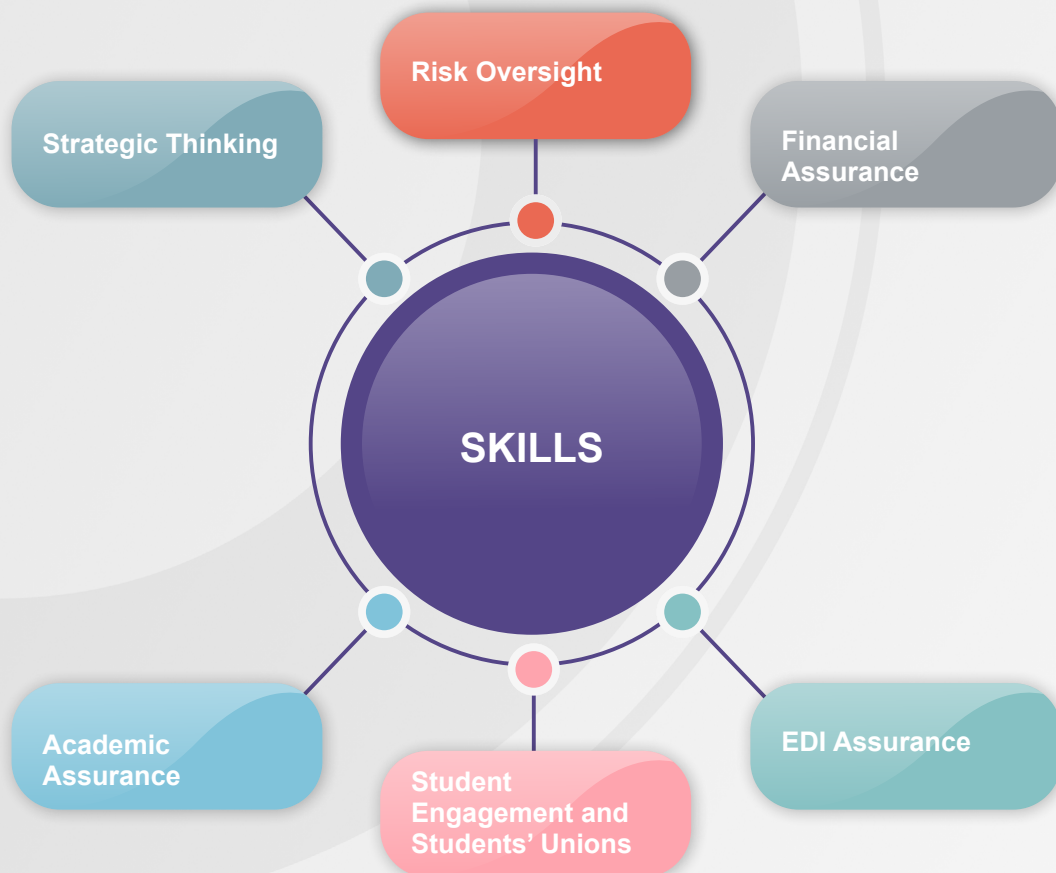 Risk Oversight
Strategic Thinking
Financial
Assurance
SKILLS
Academic
Assurance
EDI Assurance
Student
Engagement and
Students’ Unions